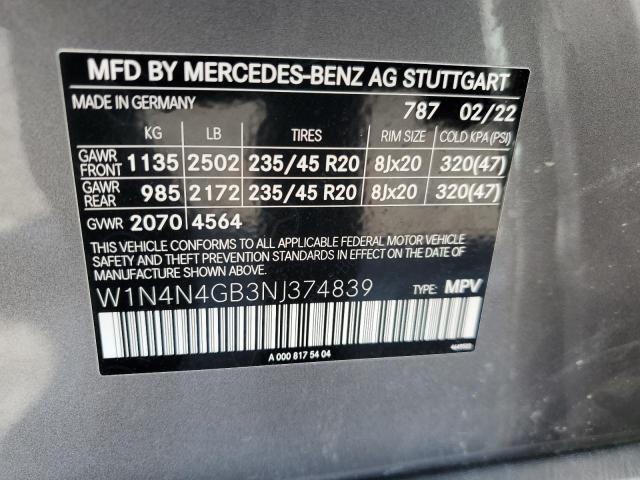 MFD BY MERCEDES-BENZ AG STUTTGART
MADE IN GERMANY 787 02/22
KG LB TIRES RIM SIZE COLD KPA (PSI)
GAWR FRONT 1135 2502 235/45 R20 8Jx20 320(47)
GAWR REAR 985 2172 235/45 R20 8Jx20 320(47)
GVWR 2070 4564
THIS VEHICLE CONFORMS TO ALL APPLICABLE FEDERAL MOTOR VEHICLE
SAFETY AND THEFT PREVENTION STANDARDS IN EFFECT ON THE DATE OF
MANUFACTURE SHOWN ABOVE.
W1N4N4GB3NJ374839 TYPE: MPV
A 000 817 54 04